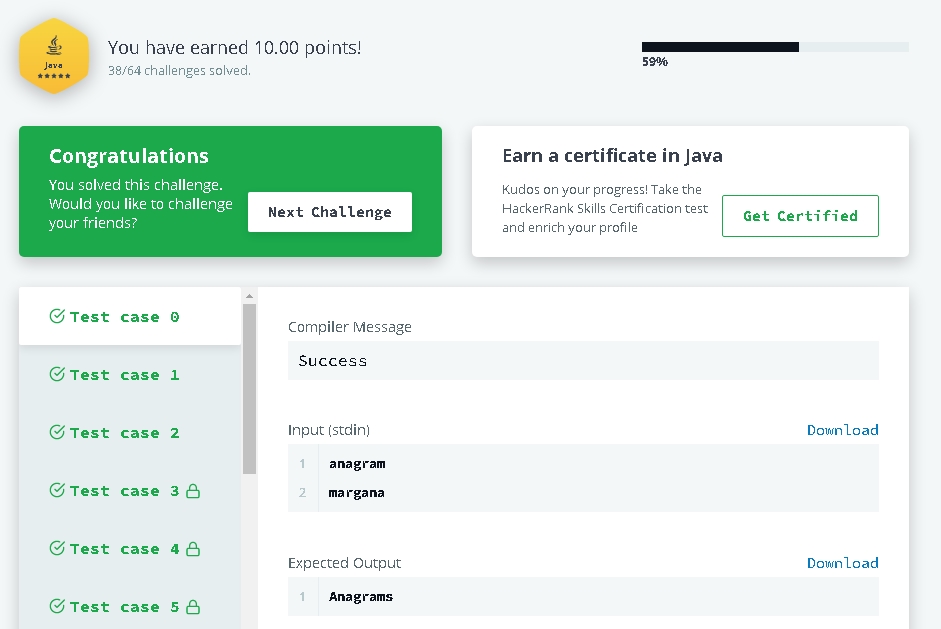 Java
You have earned 10.00 points!
38/64 challenges solved.
59%
Congratulations
You solved this challenge.
Would you like to challenge
your friends?
Next Challenge
Earn a certificate in Java
Kudos on your progress! Take the
HackerRank Skills Certification test
and enrich your profile
Get Certified
Test case 0
Test case 1
Test case 2
Test case 3
Test case 4
Test case 5
Compiler Message
Success
Input (stdin)
Download
1 anagram
2 margana
Expected Output
Download
1 Anagrams